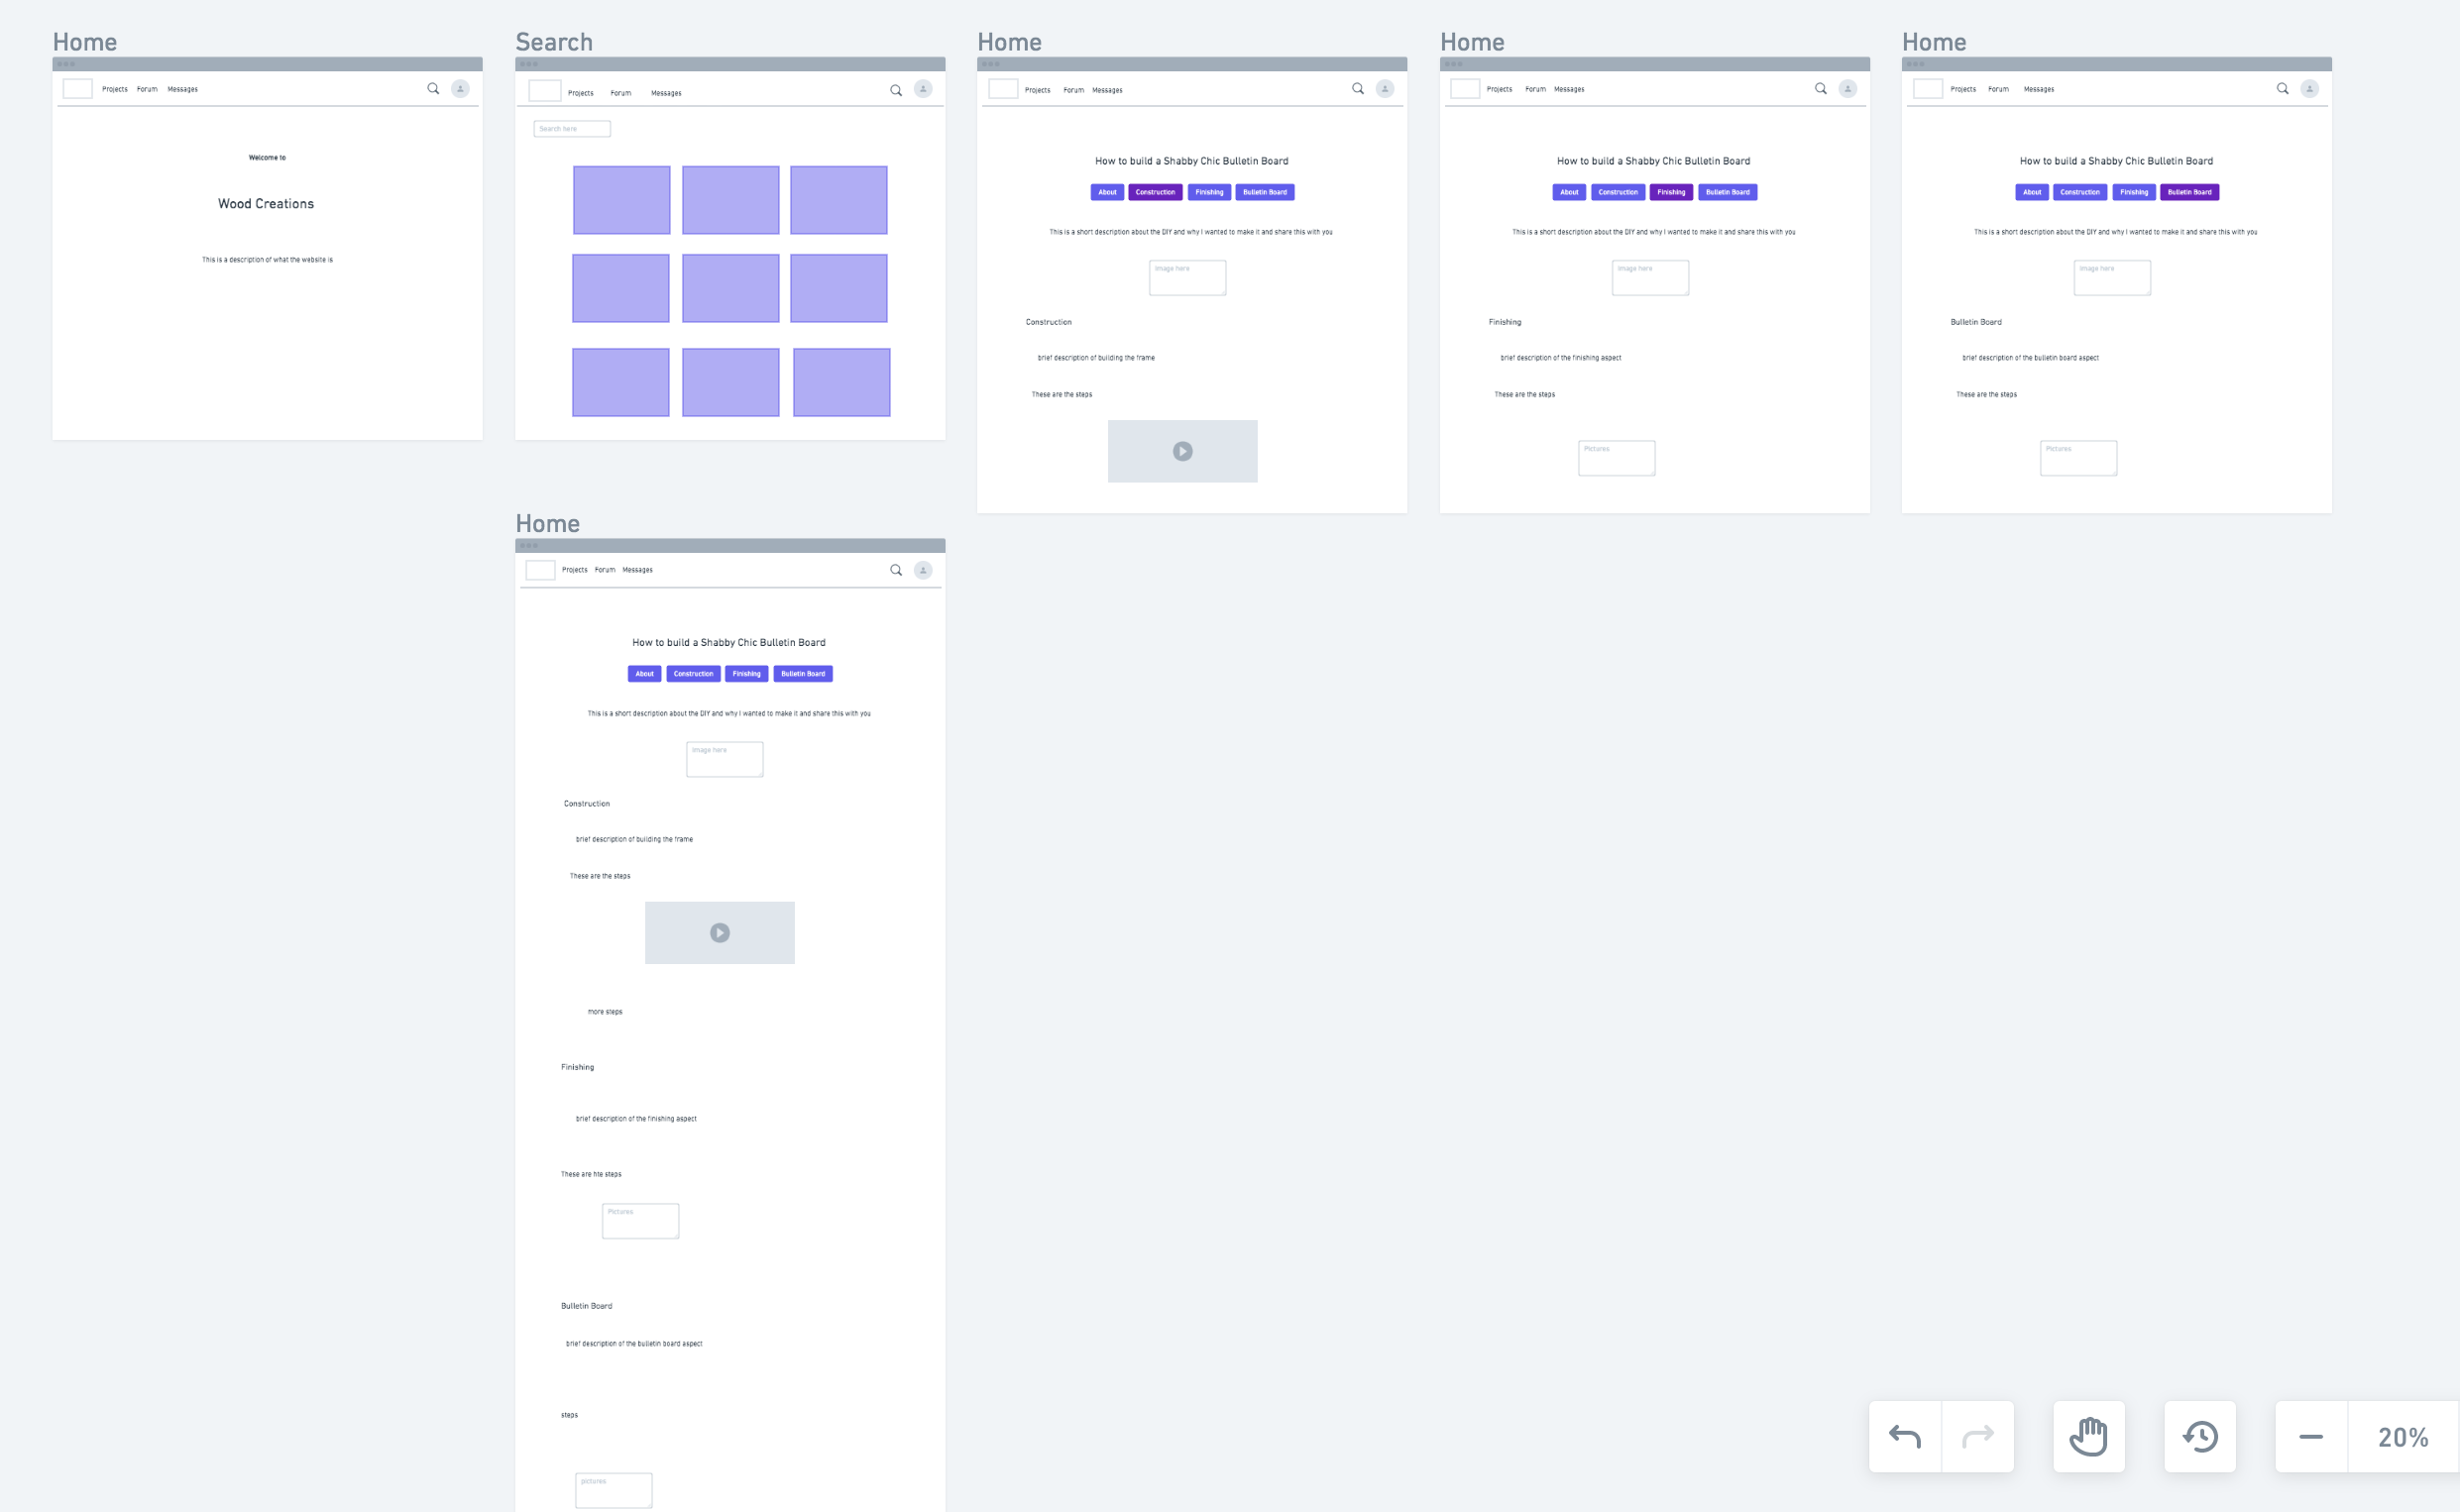 Home
Projects Forum Messages
Welcome to
Wood Creations
This is a description of what the website is
Search
Projects Forum Messages
Search here
Home
Projects Forum Messages
How to build a Shabby Chic Bulletin Board
About Construction Finishing Bulletin Board
This is a short description about the DIY and why I wanted to make it and share this with you
Image here
Construction
brief description of building the frame
These are the steps
Home
Projects Forum Messages
How to build a Shabby Chic Bulletin Board
About Construction Finishing Bulletin Board
This is a short description about the DIY and why I wanted to make it and share this with you
Image here
Finishing
brief description of the finishing aspect
These are the steps
Pictures
Home
Projects Forum Messages
How to build a Shabby Chic Bulletin Board
About Construction Finishing Bulletin Board
This is a short description about the DIY and why I wanted to make it and share this with you
Image here
Bulletin Board
brief description of the bulletin board aspect
These are the steps
Pictures
Home
Projects Forum Messages
How to build a Shabby Chic Bulletin Board
About Construction Finishing Bulletin Board
This is a short description about the DIY and why I wanted to make it and share this with you
Image here
Construction
brief description of building the frame
These are the steps
more steps
Finishing
brief description of the finishing aspect
These are hte steps
Pictures
Bulletin Board
brief description of the bulletin board aspect
steps
pictures
20%